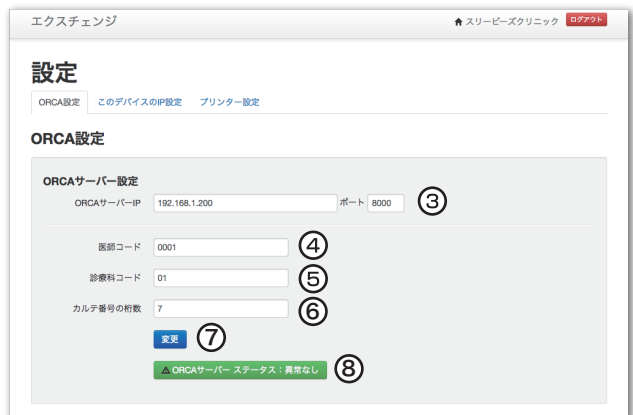 エクスチェンジ スリーピーズクリニック ログアウト
設定
ORCA設定 このデバイスのIP設定 プリンター設定
ORCA設定
ORCAサーバー設定
ORCAサーバーIP 192.168.1.200 ポート 8000 ③
医師コード 0001 ④
診療科コード 01 ⑤
カルテ番号の桁数 7 ⑥
変更 ⑦
ORCAサーバー ステータス：異常なし ⑧